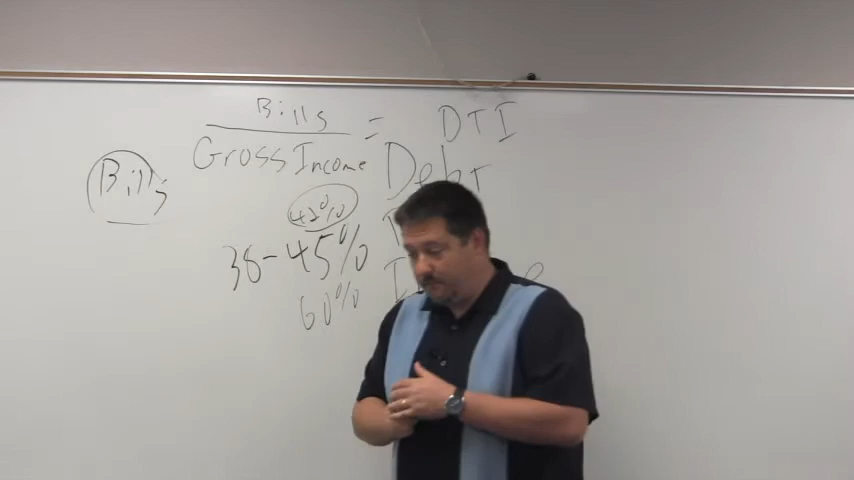 Bills
Gross Income
= DTI
Bills
Debt
42%
38-45%
60%